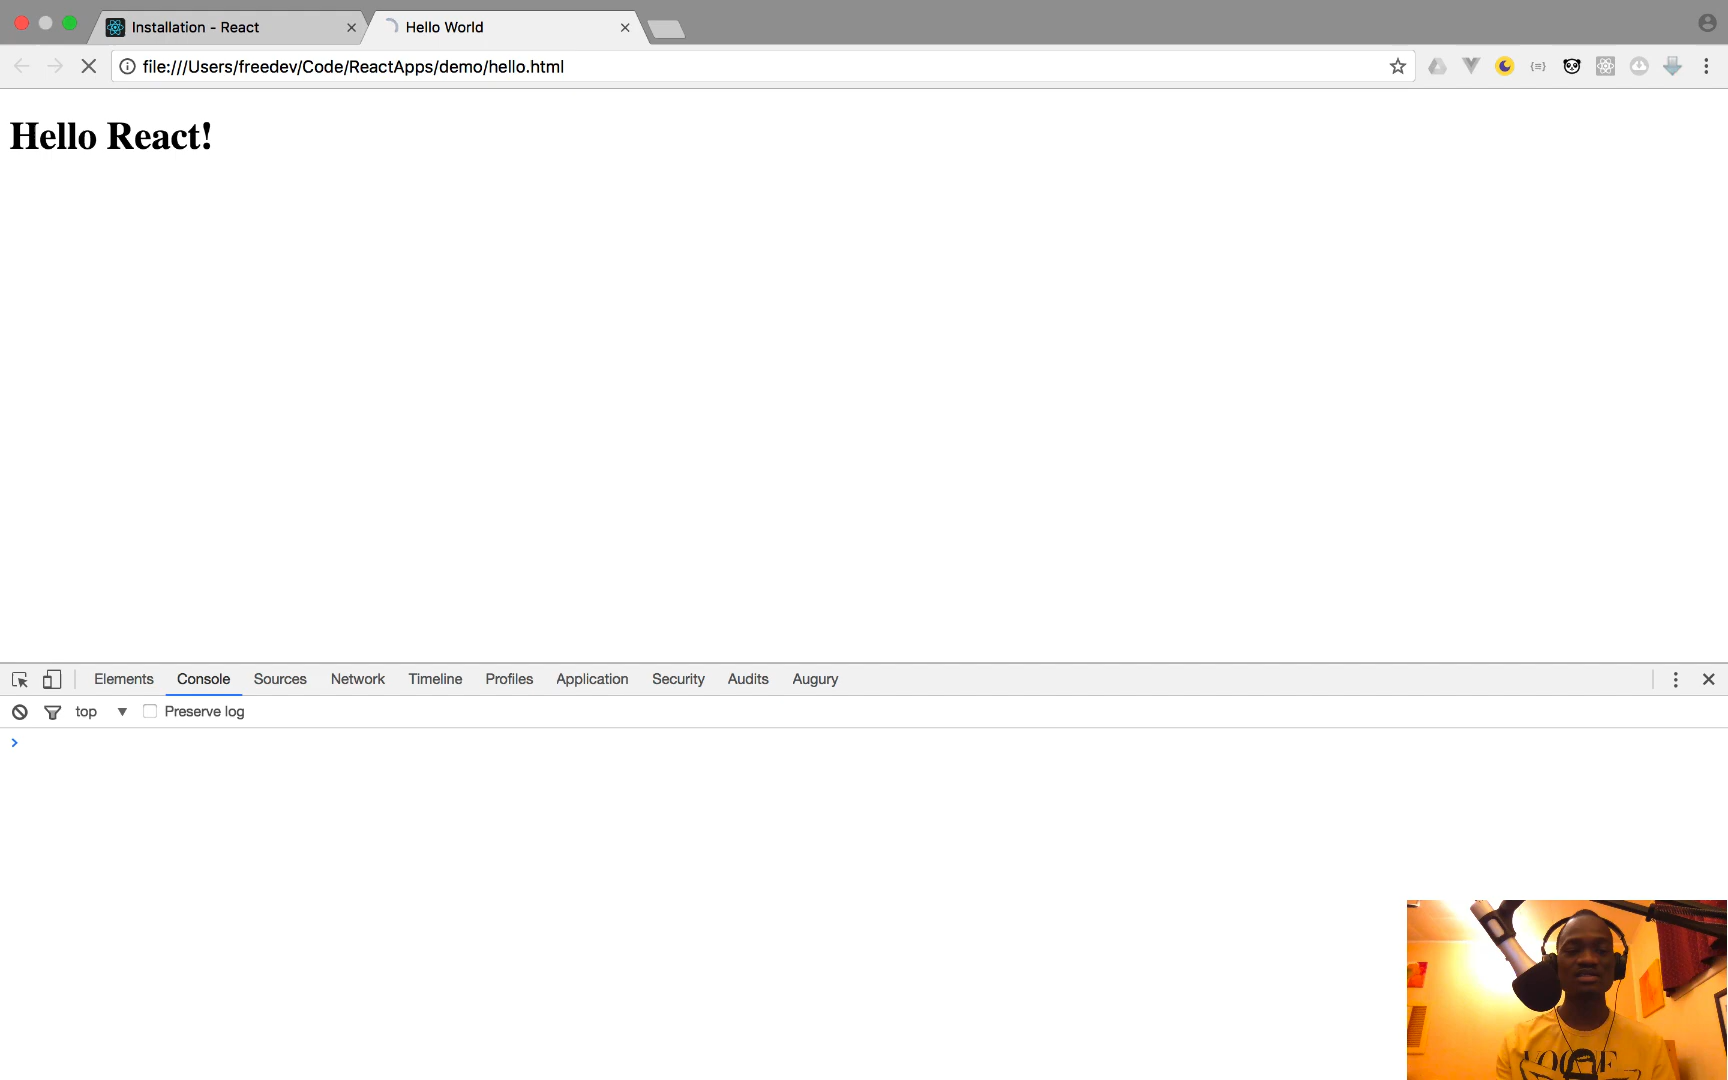 Installation - React
Hello World
file:///Users/freedev/Code/ReactApps/demo/hello.html
Hello React!
Elements Console Sources Network Timeline Profiles Application Security Audits Augury
top Preserve log